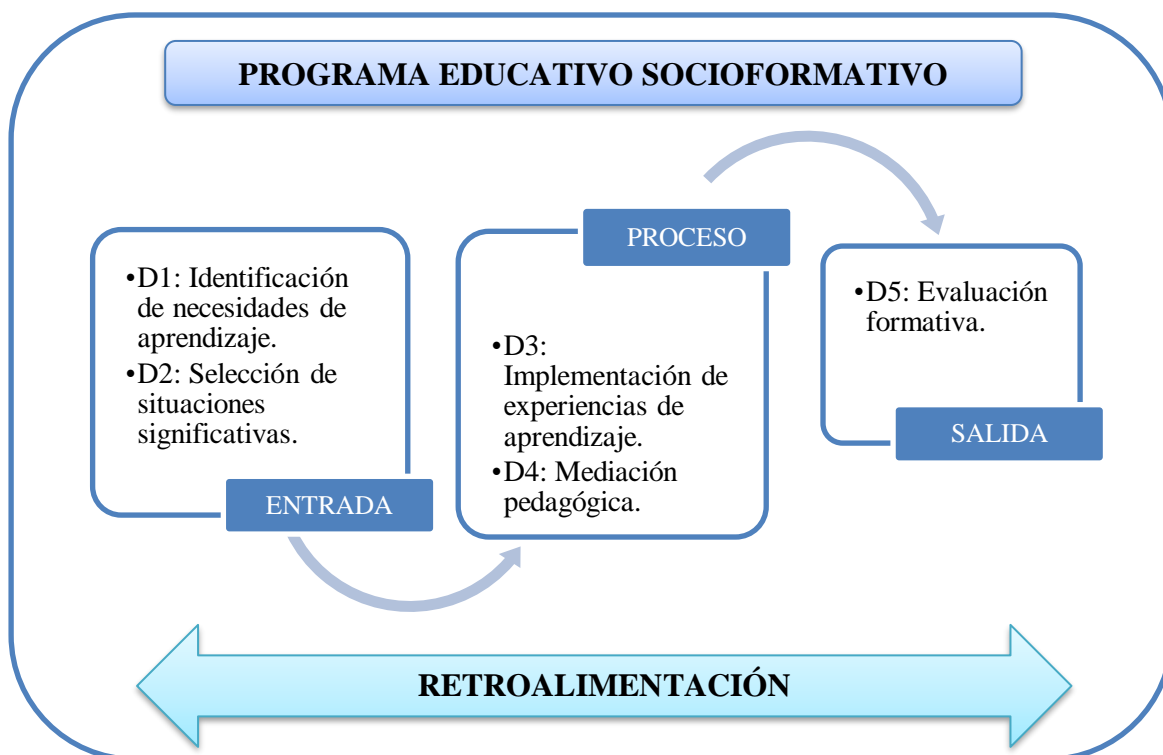 PROGRAMA EDUCATIVO SOCIOFORMATIVO
•D1: Identificación
de necesidades de
aprendizaje.
•D2: Selección de
situaciones
significativas.
ENTRADA
PROCESO
•D3:
Implementación de
experiencias de
aprendizaje.
•D4: Mediación
pedagógica.
•D5: Evaluación
formativa.
SALIDA
RETROALIMENTACIÓN